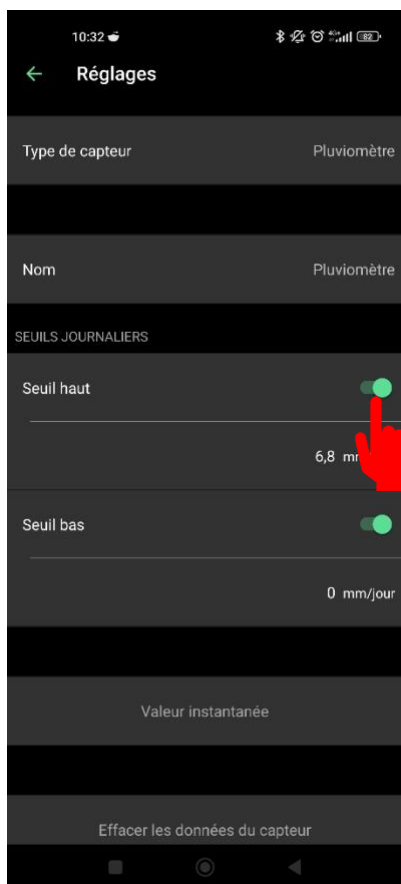 10:32
82
Réglages
Type de capteur Pluviomètre
Nom Pluviomètre
SEUILS JOURNALIERS
Seuil haut
6,8
Seuil bas
0 mm/jour
Valeur instantanée
Effacer les données du capteur